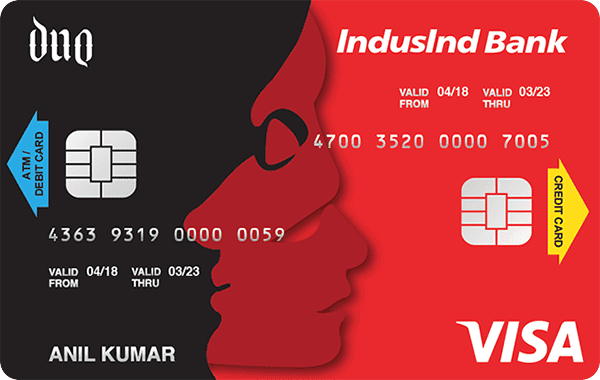 duo
IndusInd Bank
VALID FROM 04/18 VALID THRU 03/23
4700 3520 0000 7005
ATM /
DEBIT CARD
CREDIT CARD
4363 9319 0000 0059
VALID FROM 04/18 VALID THRU 03/23
ANIL KUMAR
VISA